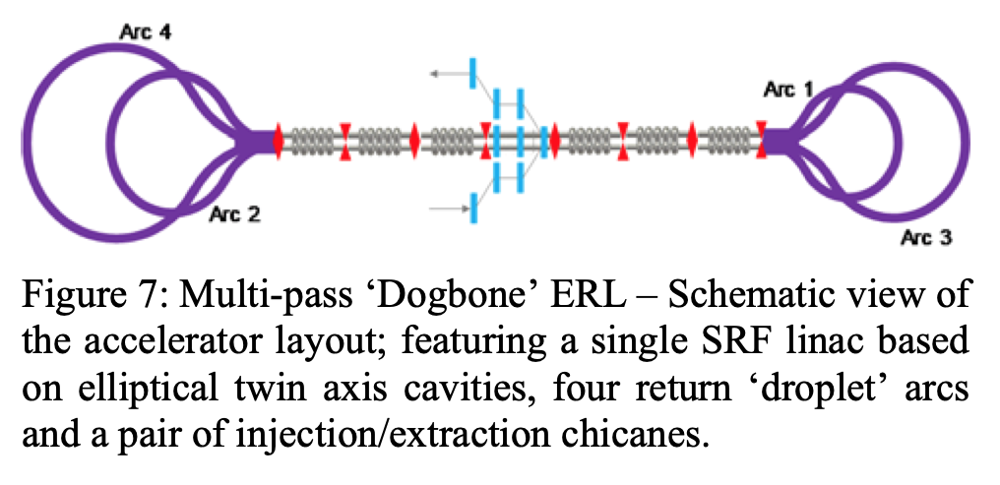 Arc 4
Arc 1
Arc 2
Arc 3
Figure 7: Multi-pass ‘Dogbone’ ERL – Schematic view of
the accelerator layout; featuring a single SRF linac based
on elliptical twin axis cavities, four return ‘droplet’ arcs
and a pair of injection/extraction chicanes.